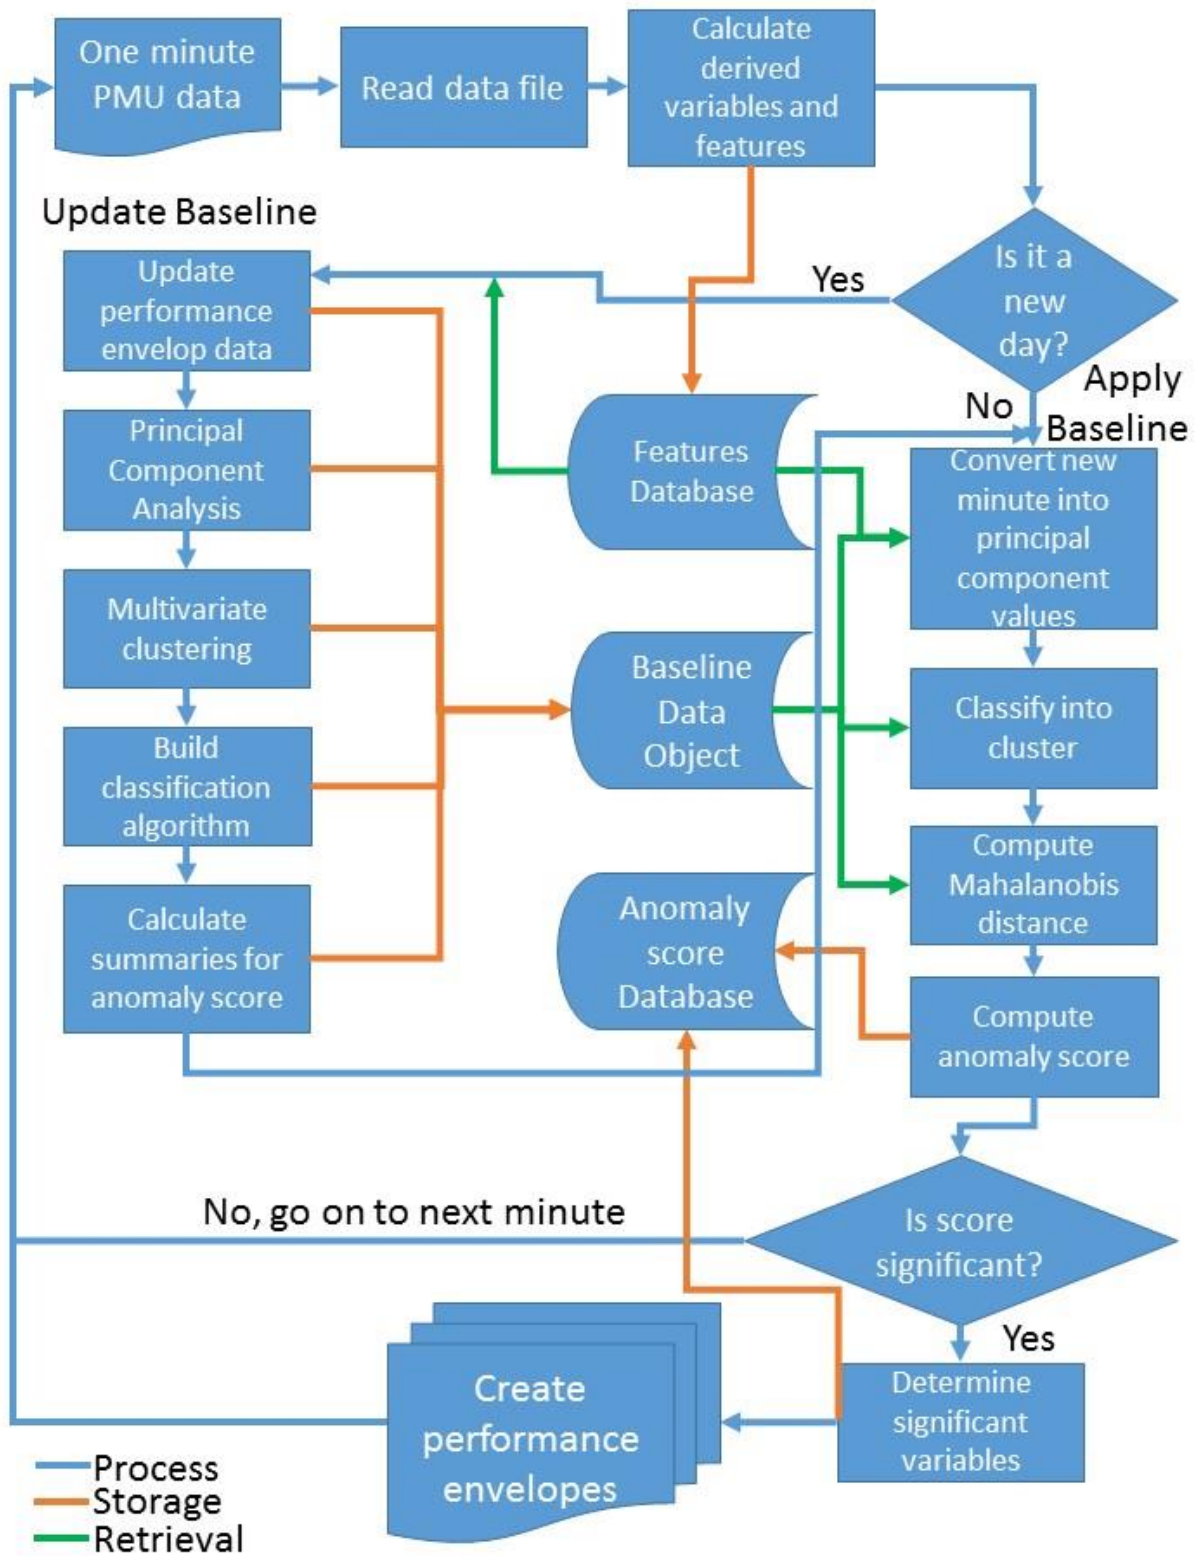 One minute
PMU data
Read data file
Calculate
derived
variables and
features
Update Baseline
Is it a
new
day?
Yes
No
Apply
Baseline
Update
performance
envelop data
Principal
Component
Analysis
Multivariate
clustering
Build
classification
algorithm
Calculate
summaries for
anomaly score
Features
Database
Baseline
Data
Object
Anomaly
score
Database
Convert new
minute into
principal
component
values
Classify into
cluster
Compute
Mahalanobis
distance
Compute
anomaly score
Is score
significant?
No, go on to next minute
Yes
Determine
significant
variables
Create
performance
envelopes
Process
Storage
Retrieval